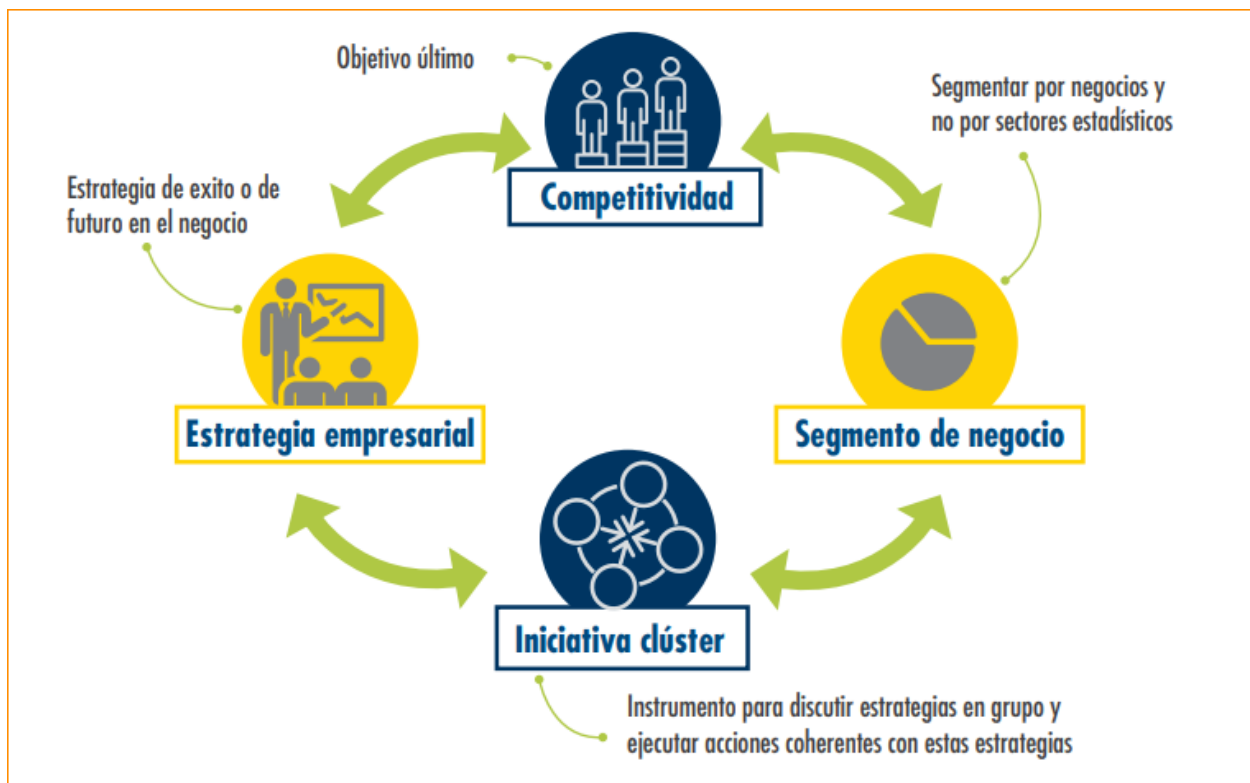 Objetivo último
Competitividad
Segmentar por negocios y
no por sectores estadísticos
Estrategia de exito o de
futuro en el negocio
Estrategia empresarial
Segmento de negocio
Iniciativa clúster
Instrumento para discutir estrategias en grupo y
ejecutar acciones coherentes con estas estrategias